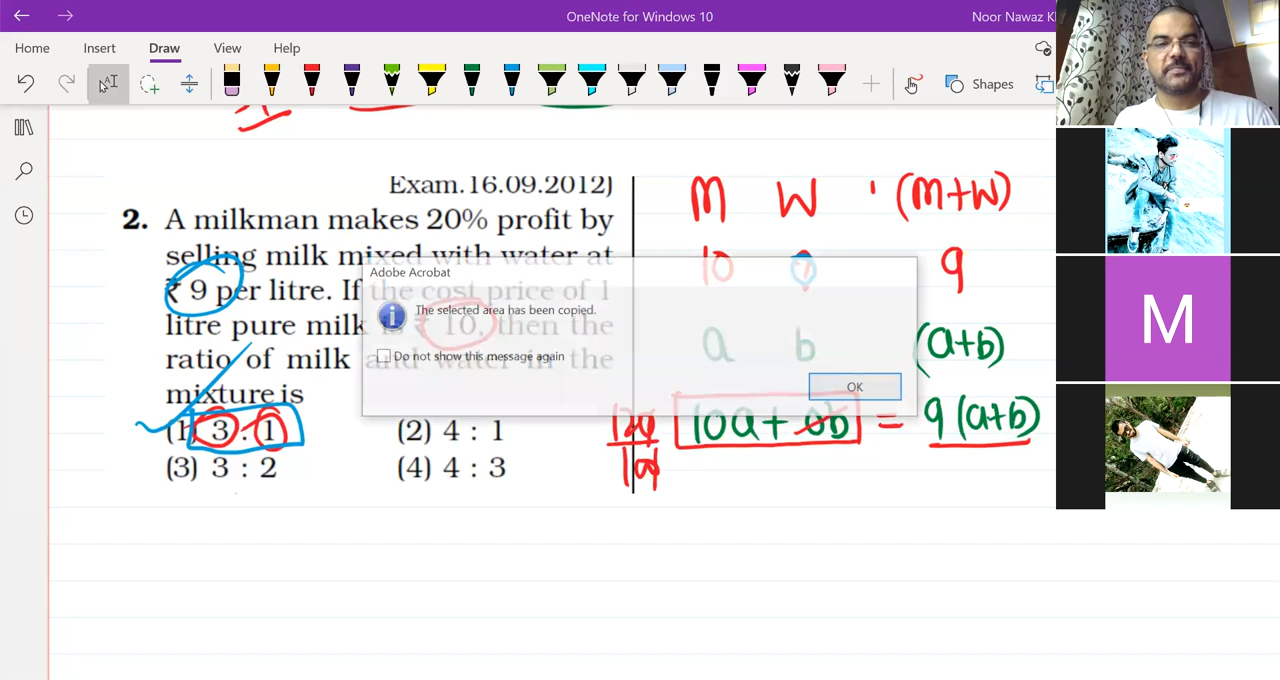 OneNote for Windows 10
Noor Nawaz Kh
Home Insert Draw View Help
Shapes
Exam.16.09.2012)
2. A milkman makes 20% profit by
selling milk mixed with water at
₹ 9 per litre. If the cost price of 1
litre pure milk is ₹ 10. then the
ratio of milk and water in the
mixture is
(1) 3 : 1 (2) 4 : 1
(3) 3 : 2 (4) 4 : 3
Adobe Acrobat
The selected area has been copied.
Do not show this message again
OK
M W (M+W)
10 0 9
a b (a+b)
120/100 10a + 0b = 9 (a+b)
M